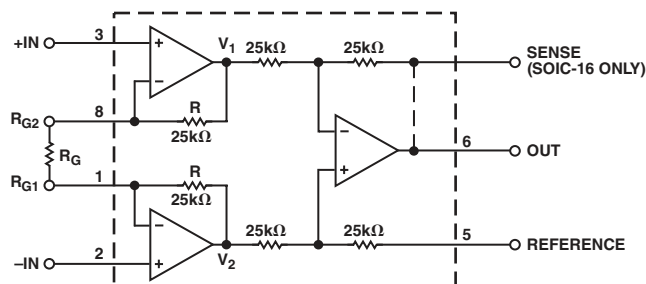 +IN 3 + V1 25kΩ 25kΩ SENSE
(SOIC-16 ONLY)
−
RG2 8 R
25kΩ
RG
−
+ 6 OUT
RG1 1 R
25kΩ
− 25kΩ 25kΩ 5 REFERENCE
−IN 2 + V2